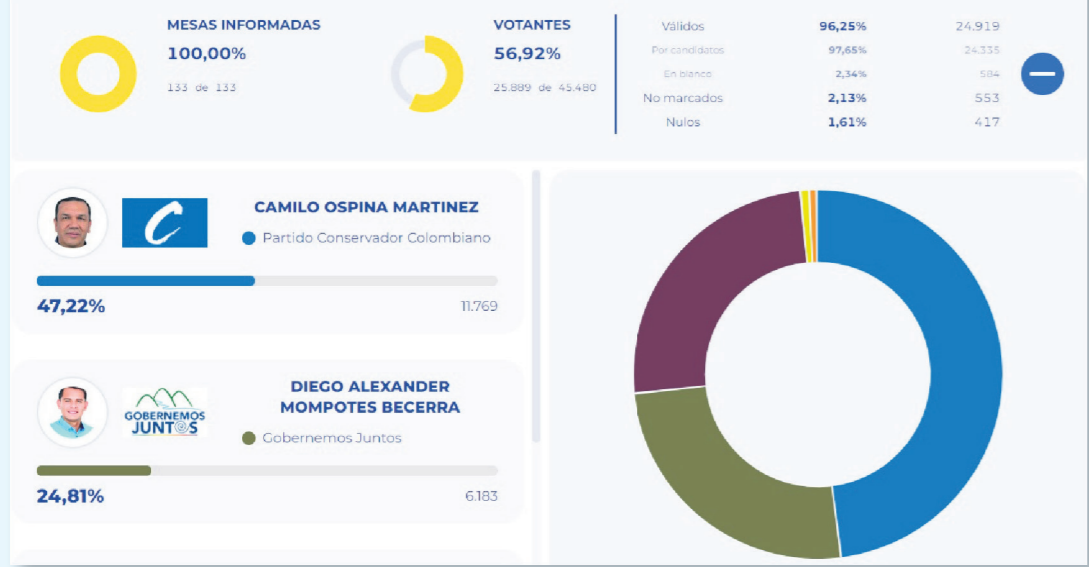 MESAS INFORMADAS
100,00%
133 de 133
VOTANTES
56,92%
25.889 de 45.480
Válidos 96,25% 24.919
Por candidatos 97,65% 24.335
En blanco 2,34% 584
No marcados 2,13% 553
Nulos 1,61% 417
C
CAMILO OSPINA MARTINEZ
Partido Conservador Colombiano
47,22% 11.769
GOBERNEMOS
JUNTOS
DIEGO ALEXANDER
MOMPOTES BECERRA
Gobernemos Juntos
24,81% 6.183